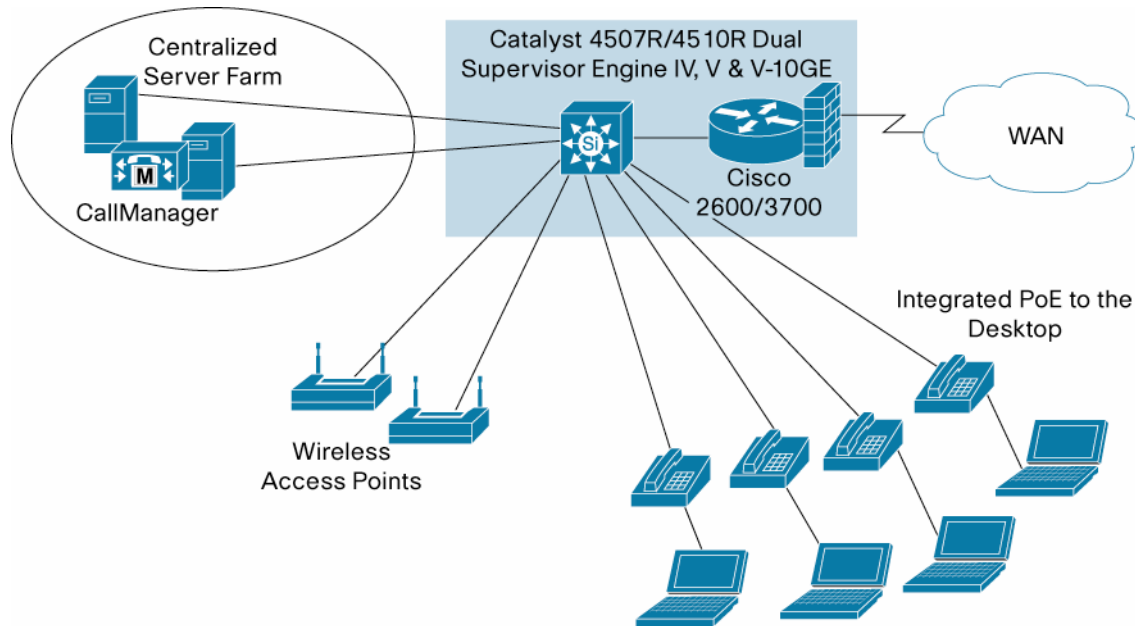 Centralized
Server Farm
M
CallManager
Catalyst 4507R/4510R Dual
Supervisor Engine IV, V & V-10GE
Si
Cisco
2600/3700
WAN
Wireless
Access Points
Integrated PoE to the
Desktop